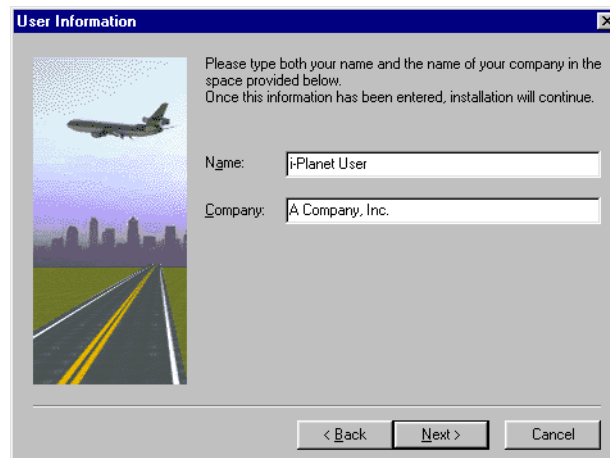 User Information
Please type both your name and the name of your company in the
space provided below.
Once this information has been entered, installation will continue.
Name:
i-Planet User
Company:
A Company, Inc.
< Back
Next >
Cancel